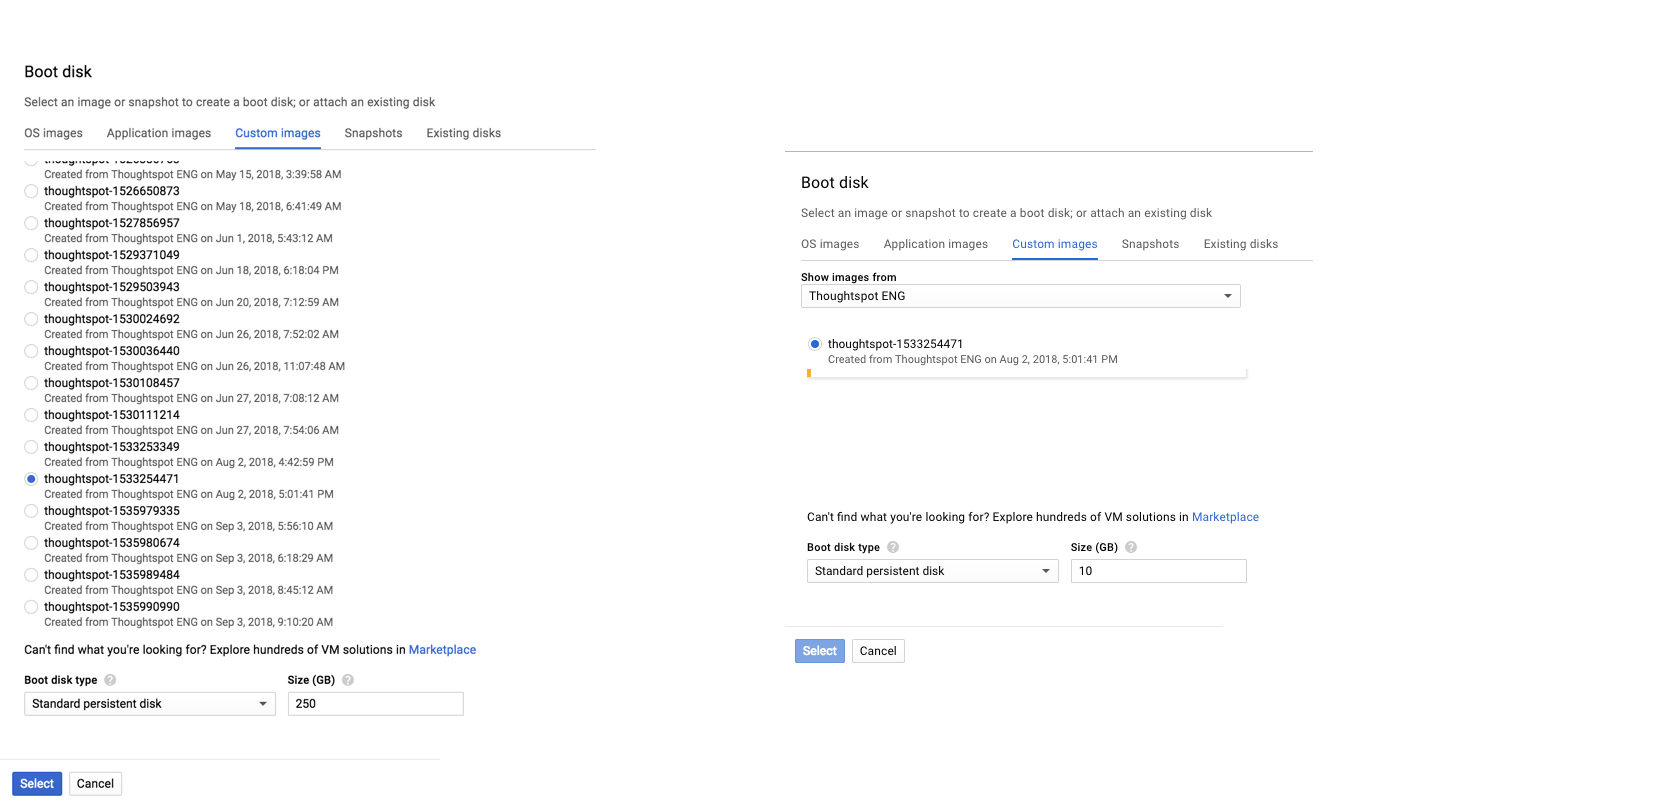 Boot disk
Select an image or snapshot to create a boot disk; or attach an existing disk
OS images Application images Custom images Snapshots Existing disks
Created from Thoughtspot ENG on May 15, 2018, 3:39:58 AM
thoughtspot-1526650873
Created from Thoughtspot ENG on May 18, 2018, 6:41:49 AM
thoughtspot-1527856957
Created from Thoughtspot ENG on Jun 1, 2018, 5:43:12 AM
thoughtspot-1529371049
Created from Thoughtspot ENG on Jun 18, 2018, 6:18:04 PM
thoughtspot-1529503943
Created from Thoughtspot ENG on Jun 20, 2018, 7:12:59 AM
thoughtspot-1530024692
Created from Thoughtspot ENG on Jun 26, 2018, 7:52:02 AM
thoughtspot-1530036440
Created from Thoughtspot ENG on Jun 26, 2018, 11:07:48 AM
thoughtspot-1530108457
Created from Thoughtspot ENG on Jun 27, 2018, 7:08:12 AM
thoughtspot-1530111214
Created from Thoughtspot ENG on Jun 27, 2018, 7:54:06 AM
thoughtspot-1533253349
Created from Thoughtspot ENG on Aug 2, 2018, 4:42:59 PM
thoughtspot-1533254471
Created from Thoughtspot ENG on Aug 2, 2018, 5:01:41 PM
thoughtspot-1535979335
Created from Thoughtspot ENG on Sep 3, 2018, 5:56:10 AM
thoughtspot-1535980674
Created from Thoughtspot ENG on Sep 3, 2018, 6:18:29 AM
thoughtspot-1535989484
Created from Thoughtspot ENG on Sep 3, 2018, 8:45:12 AM
thoughtspot-1535990990
Created from Thoughtspot ENG on Sep 3, 2018, 9:10:20 AM
Can't find what you're looking for? Explore hundreds of VM solutions in Marketplace
Boot disk type ? Size (GB) ?
Standard persistent disk 250
Select Cancel
Boot disk
Select an image or snapshot to create a boot disk; or attach an existing disk
OS images Application images Custom images Snapshots Existing disks
Show images from
Thoughtspot ENG
thoughtspot-1533254471
Created from Thoughtspot ENG on Aug 2, 2018, 5:01:41 PM
Can't find what you're looking for? Explore hundreds of VM solutions in Marketplace
Boot disk type ? Size (GB) ?
Standard persistent disk 10
Select Cancel